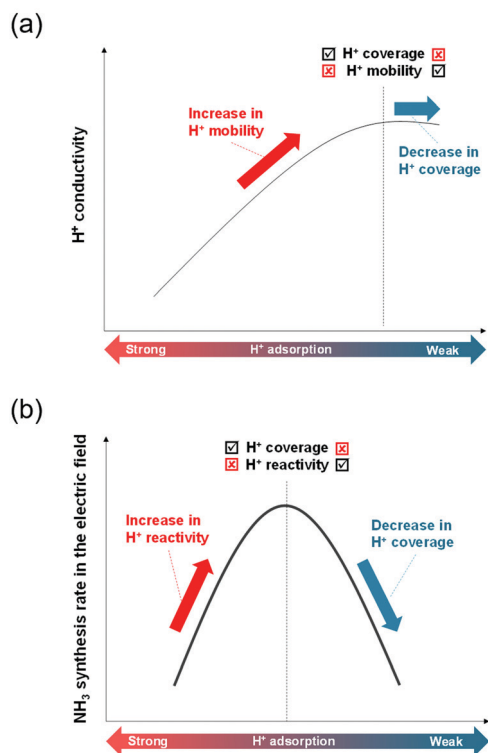 (a)
H⁺ coverage
H⁺ mobility
Increase in
H⁺ mobility
Decrease in
H⁺ coverage
H⁺ conductivity
Strong H⁺ adsorption Weak
(b)
H⁺ coverage
H⁺ reactivity
Increase in
H⁺ reactivity
Decrease in
H⁺ coverage
NH₃ synthesis rate in the electric field
Strong H⁺ adsorption Weak